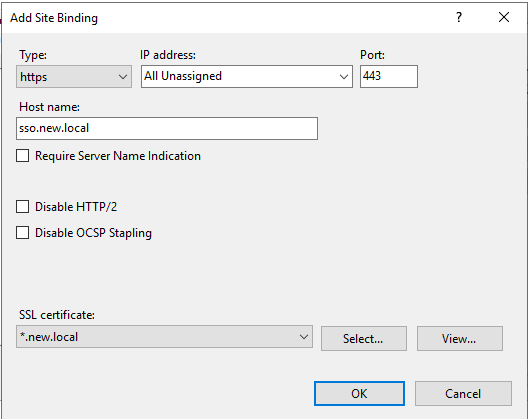 Add Site Binding ? ×
Type: IP address: Port:
https All Unassigned 443
Host name:
sso.new.local
Require Server Name Indication
Disable HTTP/2
Disable OCSP Stapling
SSL certificate:
*.new.local Select... View...
OK Cancel